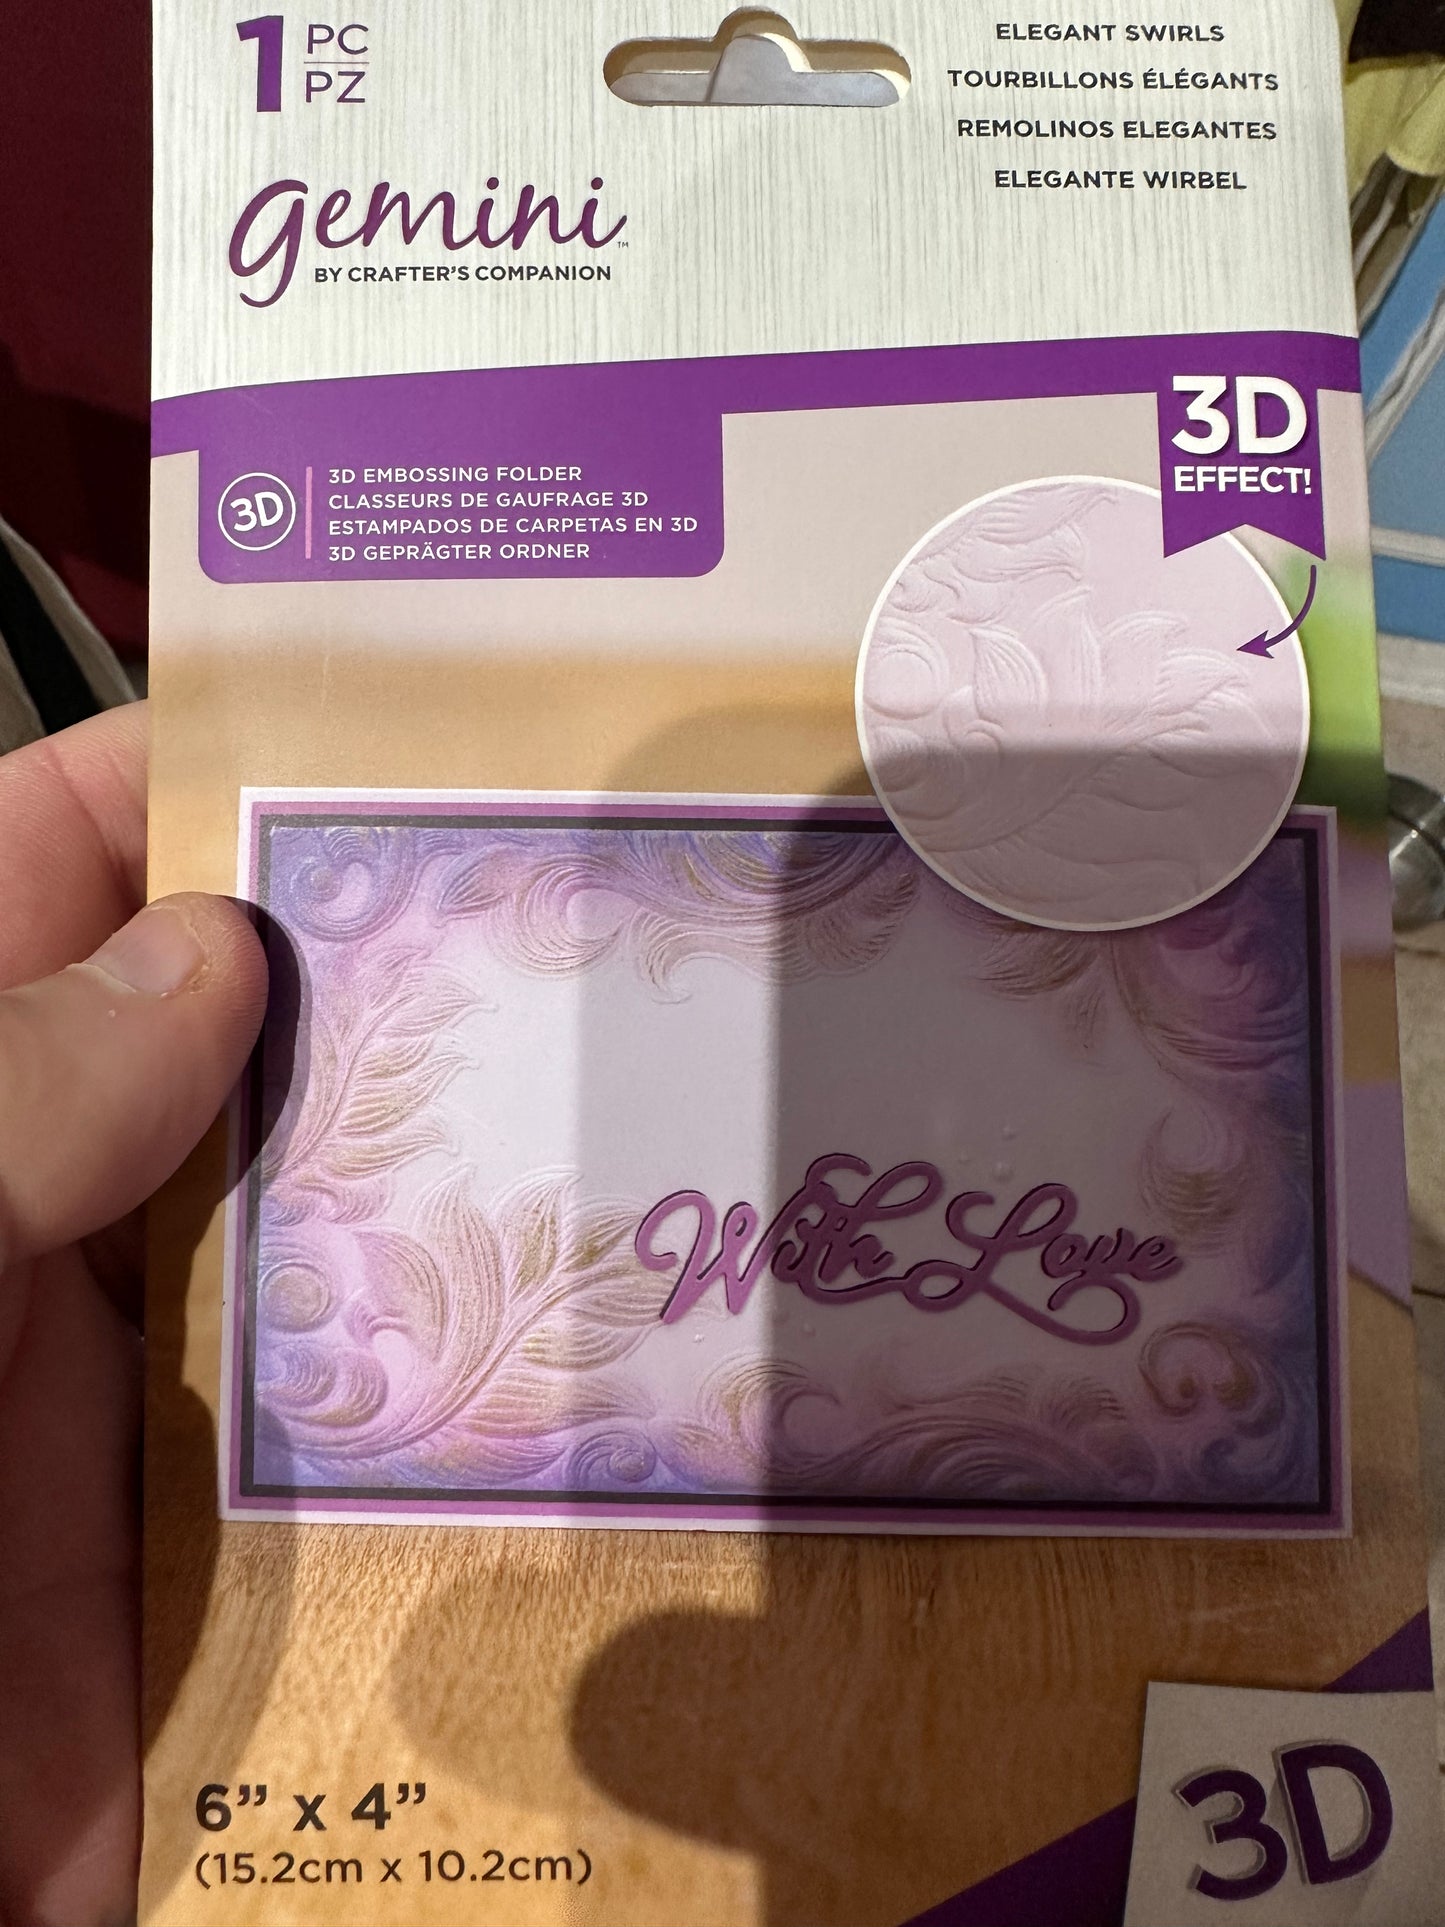 1 PC
PZ
ELEGANT SWIRLS
TOURBILLONS ÉLÉGANTS
REMOLINOS ELEGANTES
ELEGANTE WIRBEL
gemini™
BY CRAFTER'S COMPANION
3D
EFFECT!
3D
3D EMBOSSING FOLDER
CLASSEURS DE GAUFRAGE 3D
ESTAMPADOS DE CARPETAS EN 3D
3D GEPRÄGTER ORDNER
With Love
6” x 4”
(15.2cm x 10.2cm)
3D